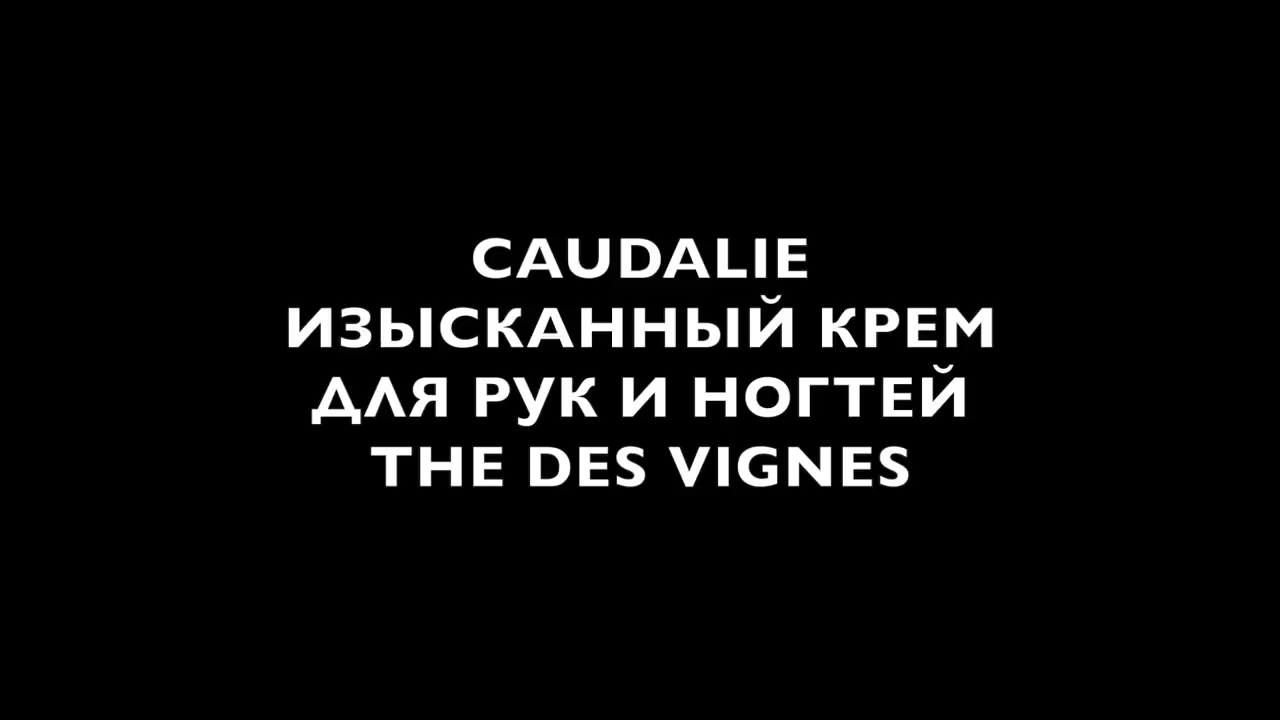 CAUDALIE
ИЗЫСКАННЫЙ КРЕМ
ДЛЯ РУК И НОГТЕЙ
THE DES VIGNES